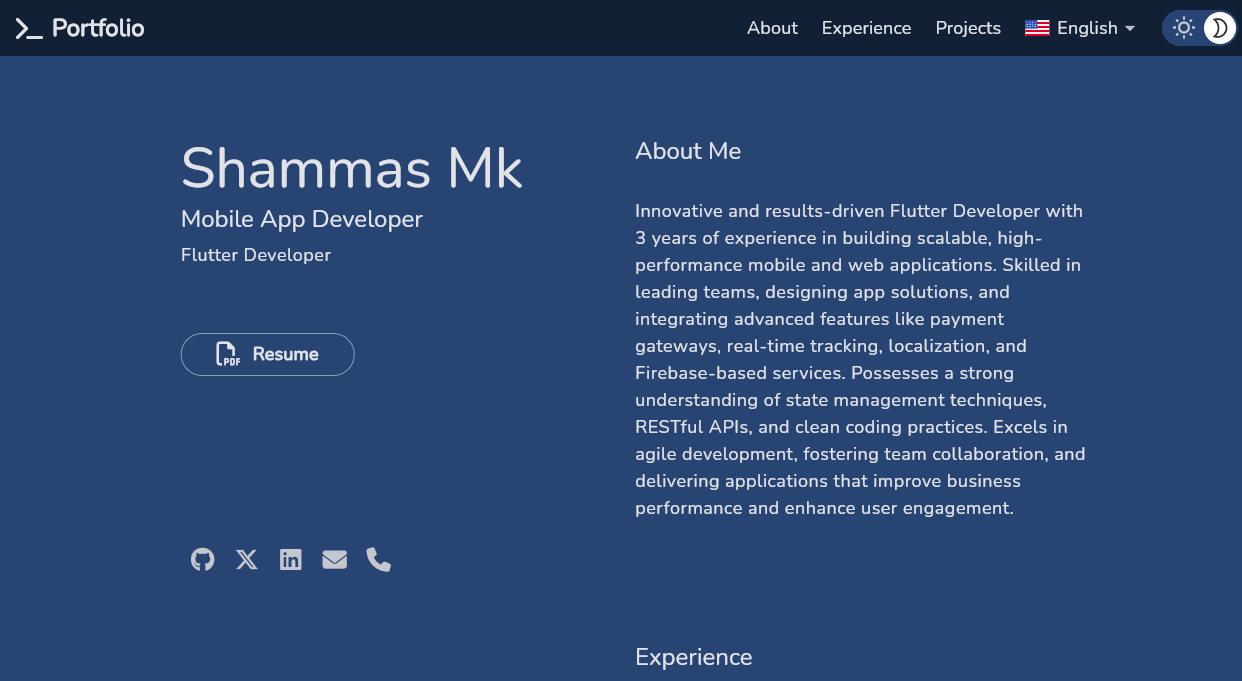 Portfolio
About
Experience
Projects
English
Shammas Mk
Mobile App Developer
Flutter Developer
PDF Resume
About Me
Innovative and results-driven Flutter Developer with
3 years of experience in building scalable, high-
performance mobile and web applications. Skilled in
leading teams, designing app solutions, and
integrating advanced features like payment
gateways, real-time tracking, localization, and
Firebase-based services. Possesses a strong
understanding of state management techniques,
RESTful APIs, and clean coding practices. Excels in
agile development, fostering team collaboration, and
delivering applications that improve business
performance and enhance user engagement.
Experience